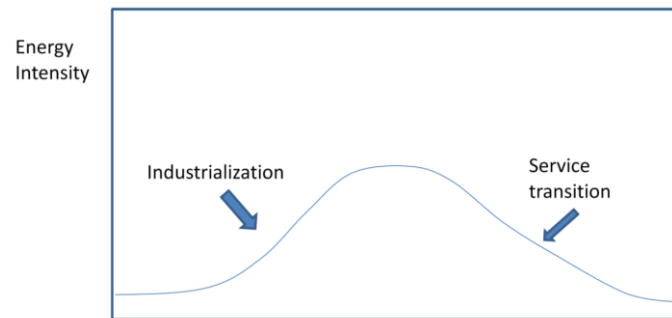 Energy
Intensity
Industrialization
Service
transition